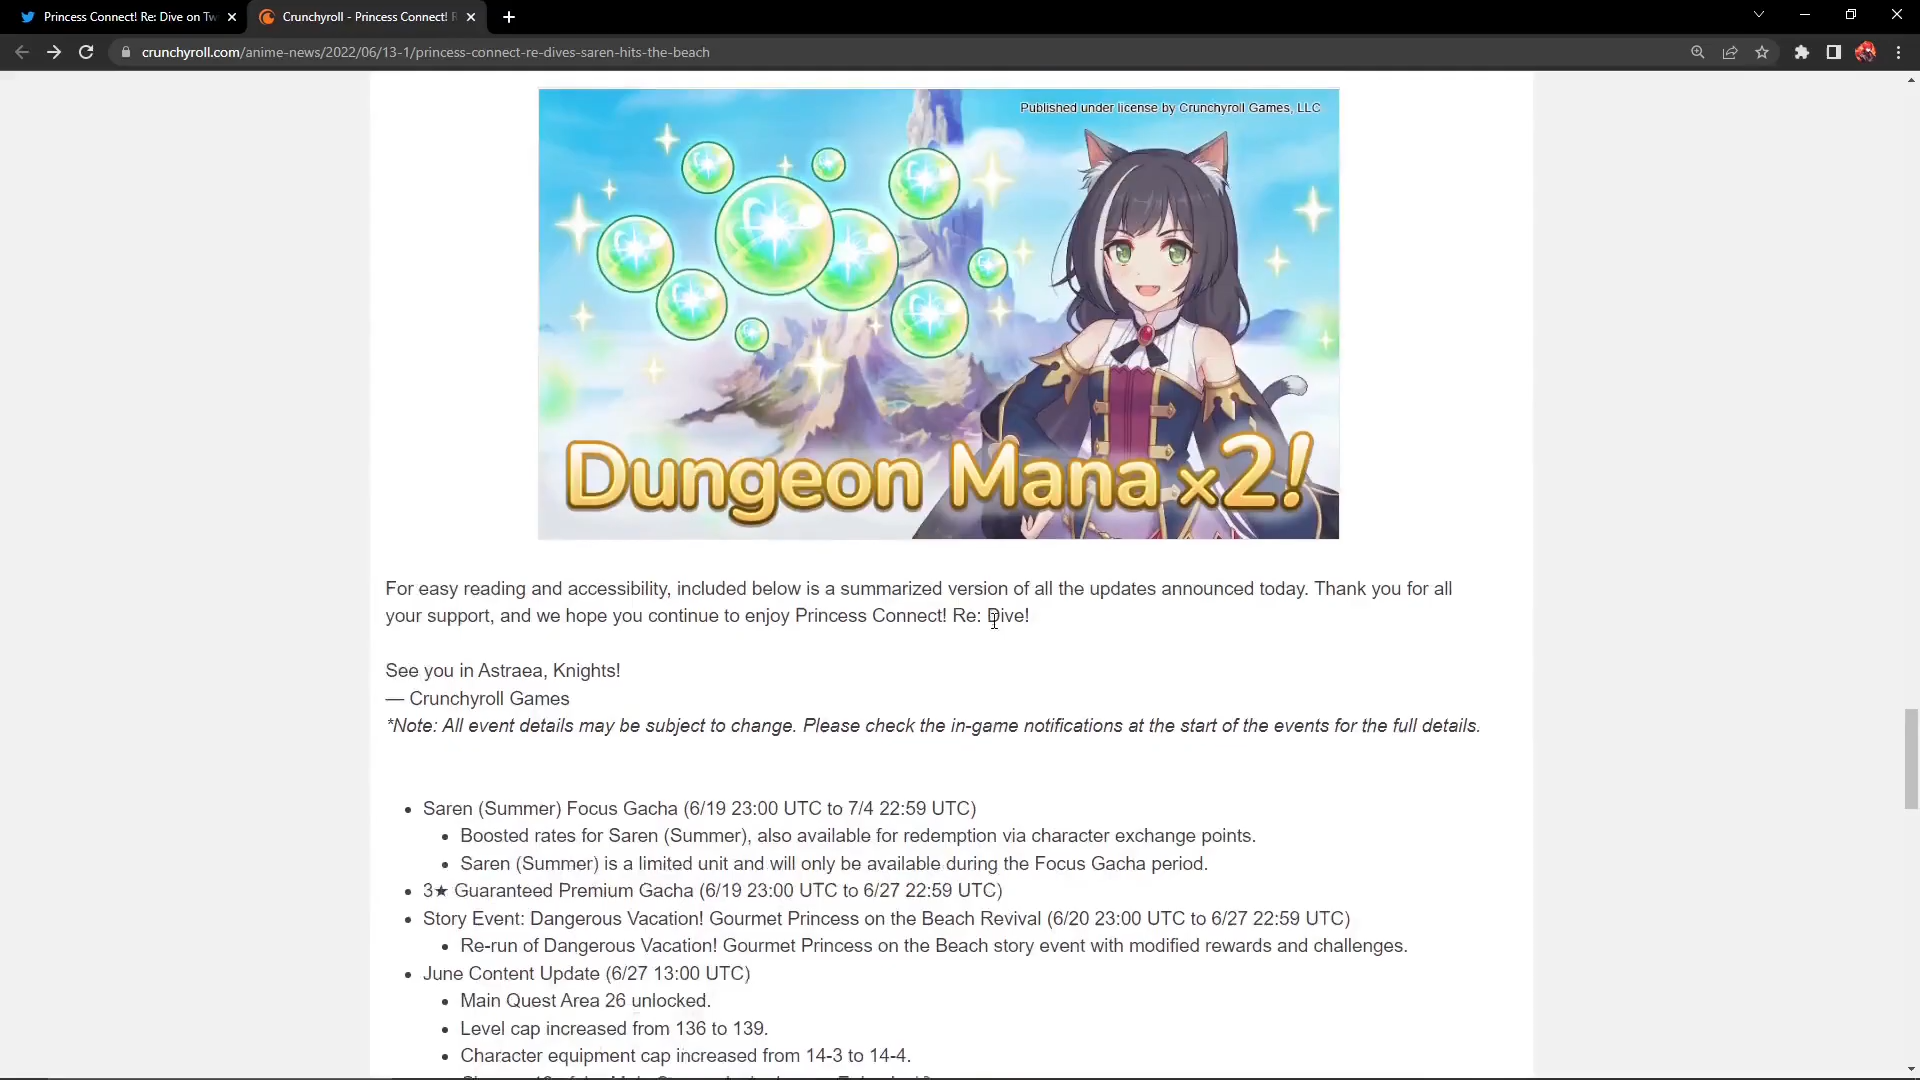 Princess Connect! Re: Dive on Tw
Crunchyroll - Princess Connect! R
crunchyroll.com/anime-news/2022/06/13-1/princess-connect-re-dives-saren-hits-the-beach
Published under license by Crunchyroll Games, LLC
Dungeon Mana x2!
For easy reading and accessibility, included below is a summarized version of all the updates announced today. Thank you for all
your support, and we hope you continue to enjoy Princess Connect! Re: Dive!
See you in Astraea, Knights!
— Crunchyroll Games
*Note: All event details may be subject to change. Please check the in-game notifications at the start of the events for the full details.
• Saren (Summer) Focus Gacha (6/19 23:00 UTC to 7/4 22:59 UTC)
• Boosted rates for Saren (Summer), also available for redemption via character exchange points.
• Saren (Summer) is a limited unit and will only be available during the Focus Gacha period.
• 3★ Guaranteed Premium Gacha (6/19 23:00 UTC to 6/27 22:59 UTC)
• Story Event: Dangerous Vacation! Gourmet Princess on the Beach Revival (6/20 23:00 UTC to 6/27 22:59 UTC)
• Re-run of Dangerous Vacation! Gourmet Princess on the Beach story event with modified rewards and challenges.
• June Content Update (6/27 13:00 UTC)
• Main Quest Area 26 unlocked.
• Level cap increased from 136 to 139.
• Character equipment cap increased from 14-3 to 14-4.